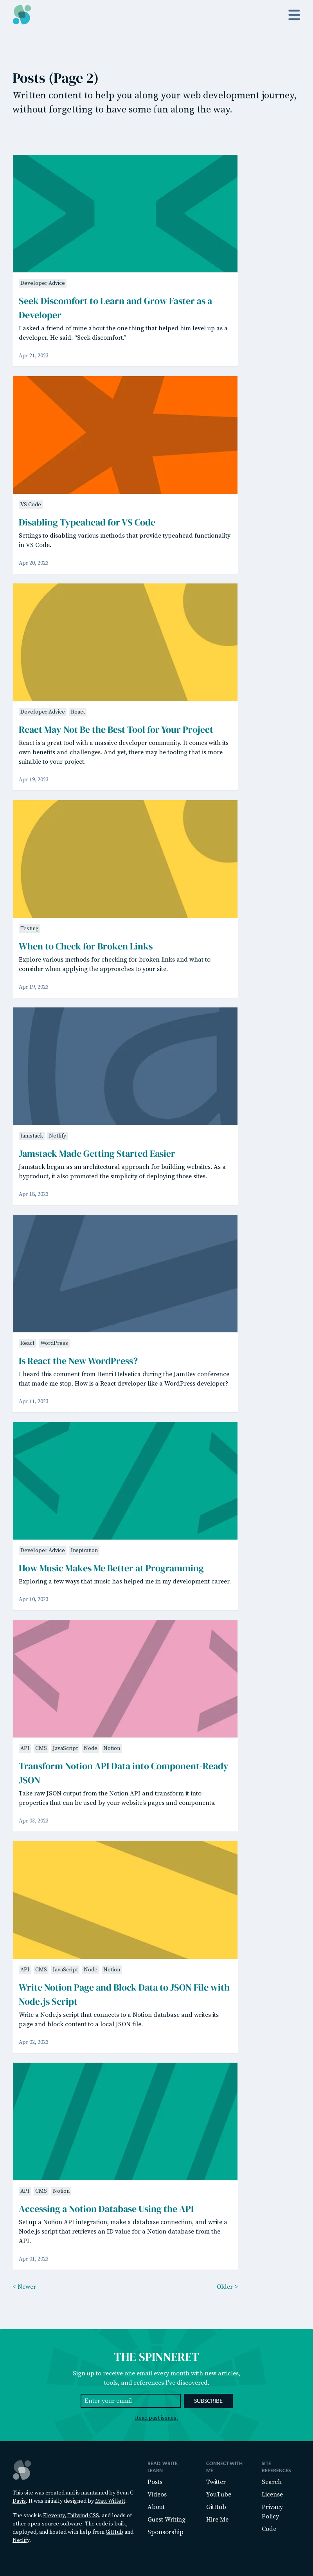 Posts (Page 2)
Written content to help you along your web development journey,
without forgetting to have some fun along the way.
Developer Advice
Seek Discomfort to Learn and Grow Faster as a
Developer
I asked a friend of mine about the one thing that helped him level up as a
developer. He said: “Seek discomfort.”
Apr 21, 2023
VS Code
Disabling Typeahead for VS Code
Settings to disabling various methods that provide typeahead functionality
in VS Code.
Apr 20, 2023
Developer Advice React
React May Not Be the Best Tool for Your Project
React is a great tool with a massive developer community. It comes with its
own benefits and challenges. And yet, there may be tooling that is more
suitable to your project.
Apr 19, 2023
Testing
When to Check for Broken Links
Explore various methods for checking for broken links and what to
consider when applying the approaches to your site.
Apr 19, 2023
Jamstack Netlify
Jamstack Made Getting Started Easier
Jamstack began as an architectural approach for building websites. As a
byproduct, it also promoted the simplicity of deploying those sites.
Apr 18, 2023
React WordPress
Is React the New WordPress?
I heard this comment from Henri Helvetica during the JamDev conference
that made me stop. How is a React developer like a WordPress developer?
Apr 11, 2023
Developer Advice Inspiration
How Music Makes Me Better at Programming
Exploring a few ways that music has helped me in my development career.
Apr 10, 2023
API CMS JavaScript Node Notion
Transform Notion API Data into Component-Ready
JSON
Take raw JSON output from the Notion API and transform it into
properties that can be used by your website's pages and components.
Apr 03, 2023
API CMS JavaScript Node Notion
Write Notion Page and Block Data to JSON File with
Node.js Script
Write a Node.js script that connects to a Notion database and writes its
page and block content to a local JSON file.
Apr 02, 2023
API CMS Notion
Accessing a Notion Database Using the API
Set up a Notion API integration, make a database connection, and write a
Node.js script that retrieves an ID value for a Notion database from the
API.
Apr 01, 2023
< Newer Older >
THE SPINNERET
Sign up to receive one email every month with new articles,
tools, and references I've discovered.
Enter your email SUBSCRIBE
Read past issues.
This site was created and is maintained by Sean C
Davis. It was initially designed by Matt Willett.
The stack is Eleventy, Tailwind CSS, and loads of
other open source software. The code is built,
deployed, and hosted with help from GitHub and
Netlify.
READ, WRITE,
LEARN
Posts
Videos
About
Guest Writing
Sponsorship
CONNECT WITH
ME
Twitter
YouTube
GitHub
Hire Me
SITE
REFERENCES
Search
License
Privacy
Policy
Code